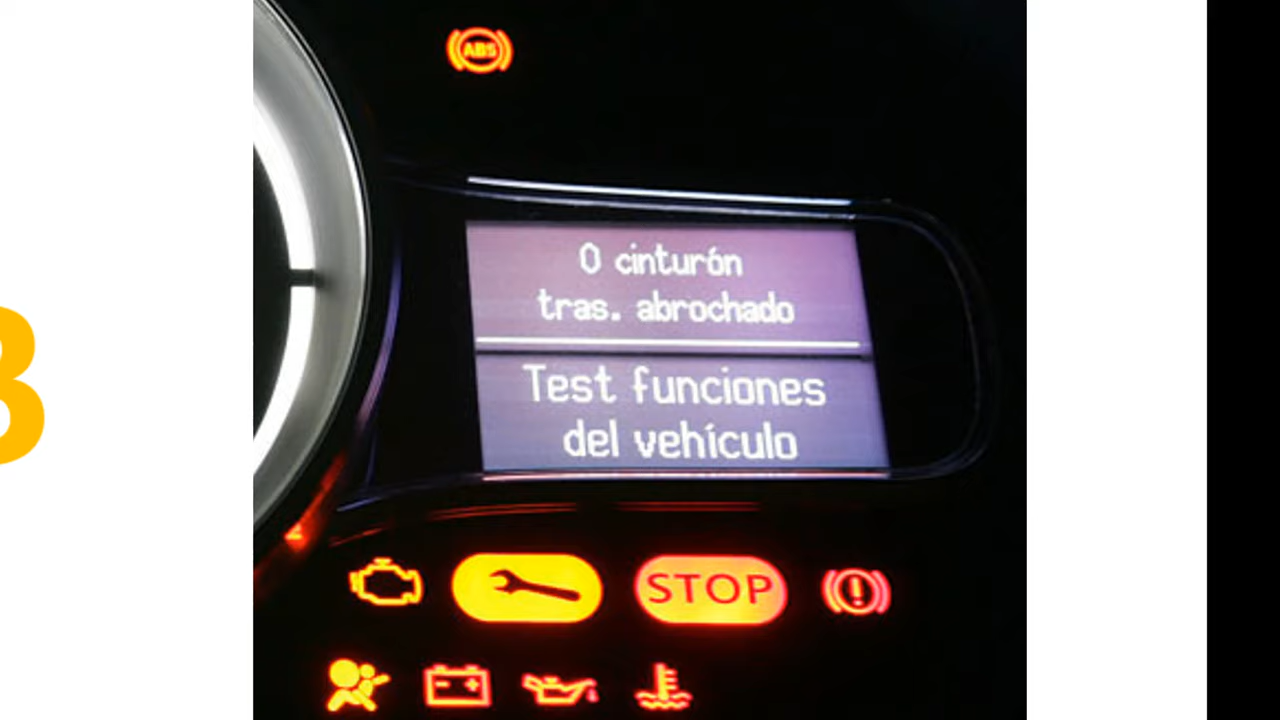 ABS
0 cinturón
tras. abrochado
Test funciones
del vehículo
STOP